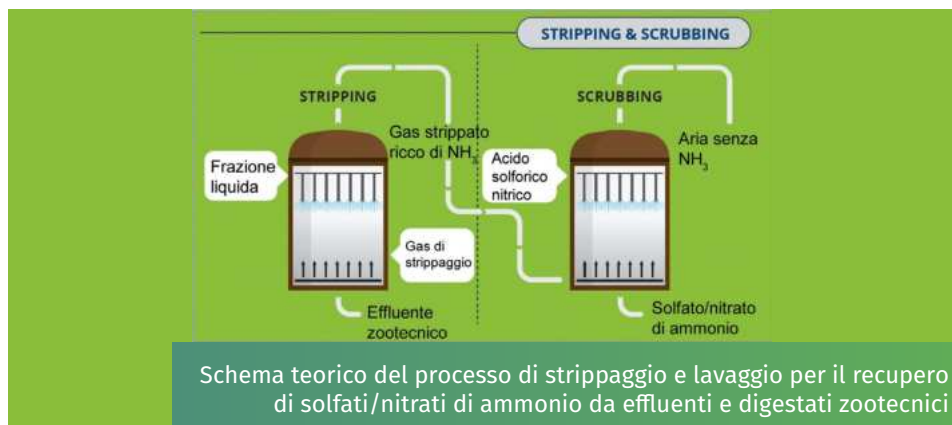 STRIPPING & SCRUBBING
STRIPPING
Gas strippato
ricco di NH3
Frazione
liquida
Gas di
strippaggio
Effluente
zootecnico
SCRUBBING
Aria senza
NH3
Acido
solforico
nitrico
Solfato/nitrato
di ammonio
Schema teorico del processo di strippaggio e lavaggio per il recupero
di solfati/nitrati di ammonio da effluenti e digestati zootecnici